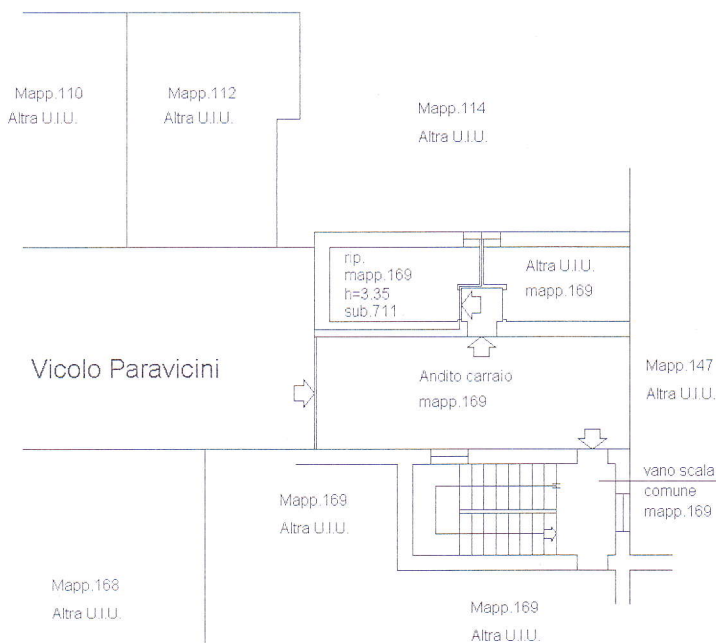 Mapp.110
Altra U.I.U.
Mapp.112
Altra U.I.U.
Mapp.114
Altra U.I.U.
rip.
mapp.169
h=3.35
sub.711
Altra U.I.U.
mapp.169
Vicolo Paravicini
Andito carraio
mapp.169
Mapp.147
Altra U.I.U.
vano scala
comune
mapp.169
Mapp.169
Altra U.I.U.
Mapp.168
Altra U.I.U.
Mapp.169
Altra U.I.U.